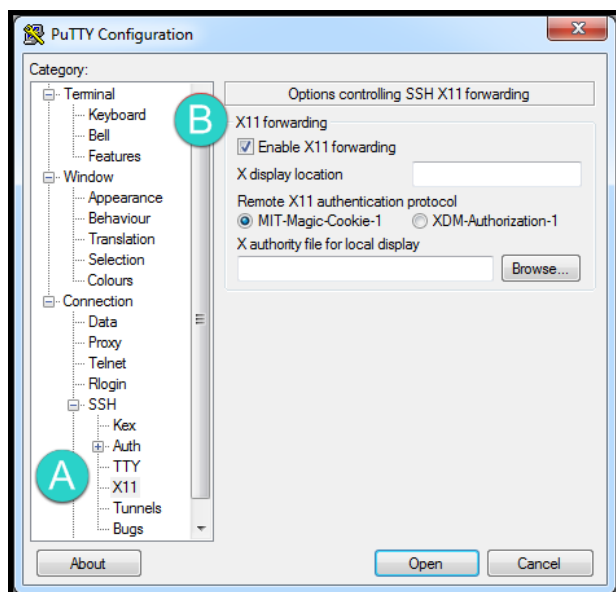 PuTTY Configuration
Category:
Terminal
Keyboard
Bell
Features
Window
Appearance
Behaviour
Translation
Selection
Colours
Connection
Data
Proxy
Telnet
Rlogin
SSH
Kex
Auth
TTY
X11
Tunnels
Bugs
A
B
Options controlling SSH X11 forwarding
X11 forwarding
Enable X11 forwarding
X display location
Remote X11 authentication protocol
MIT-Magic-Cookie-1 XDM-Authorization-1
X authority file for local display
Browse...
About Open Cancel